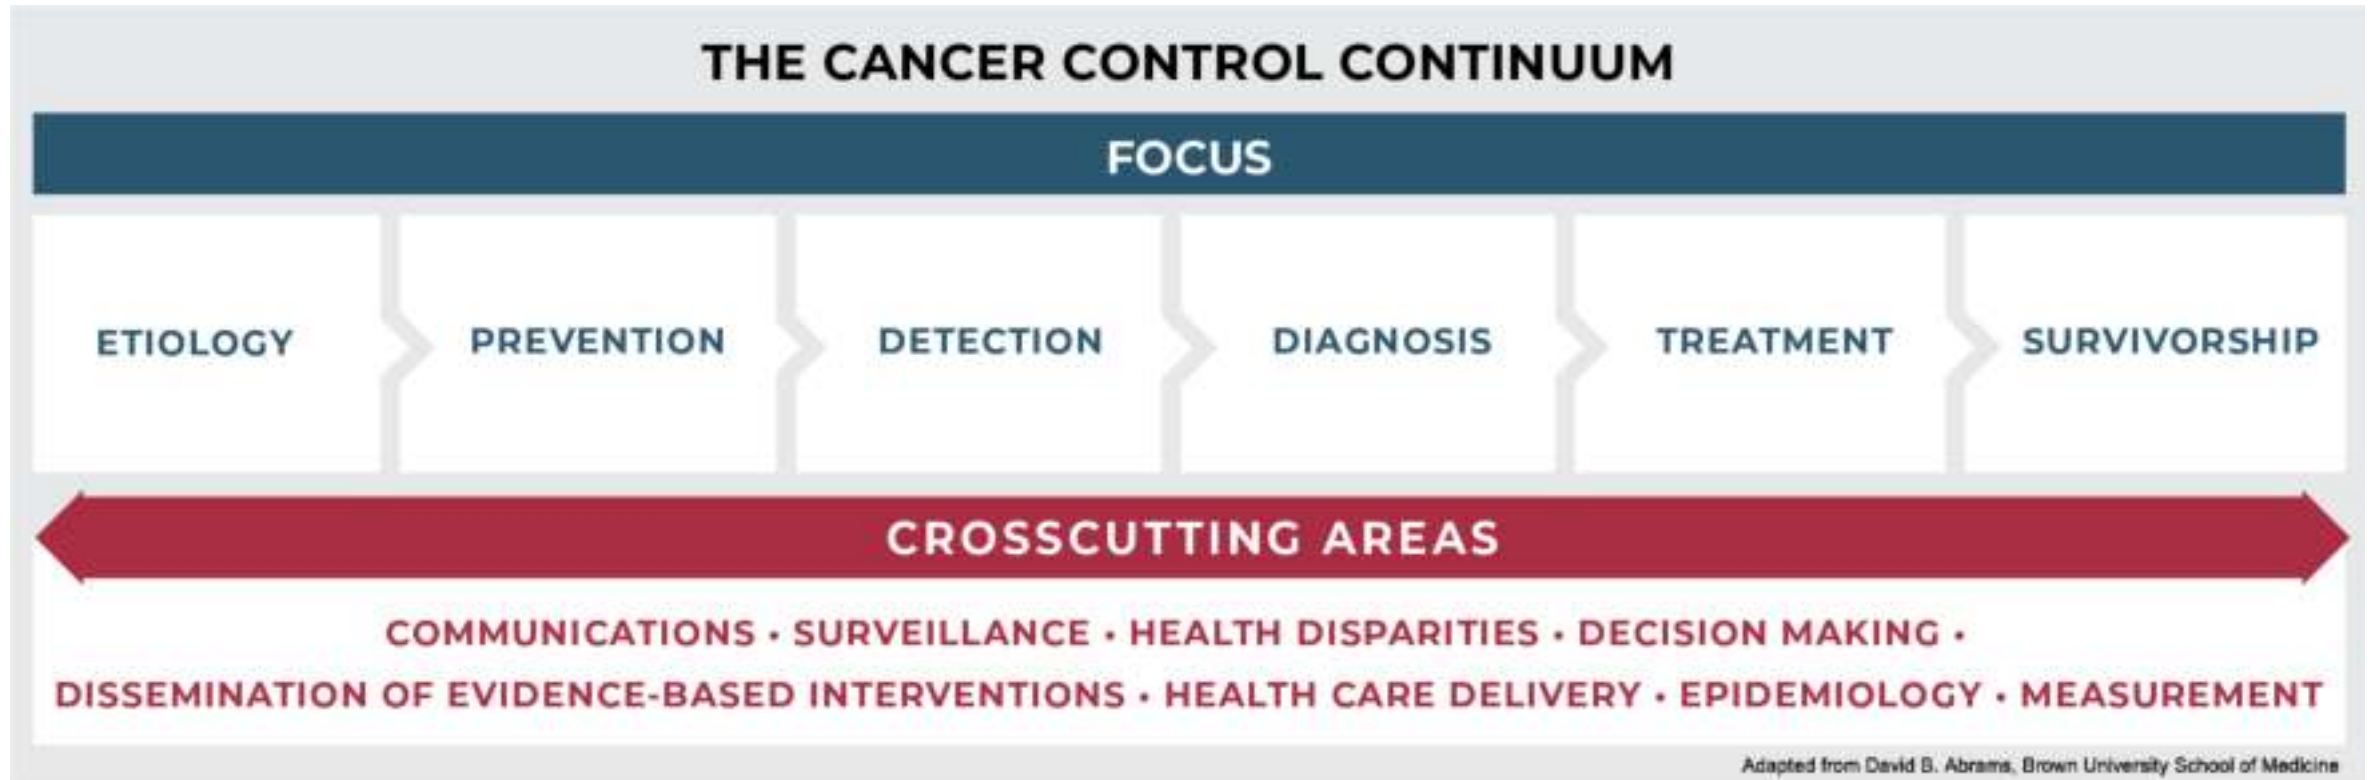 THE CANCER CONTROL CONTINUUM
FOCUS
ETIOLOGY
PREVENTION
DETECTION
DIAGNOSIS
TREATMENT
SURVIVORSHIP
CROSSCUTTING AREAS
COMMUNICATIONS • SURVEILLANCE • HEALTH DISPARITIES • DECISION MAKING •
DISSEMINATION OF EVIDENCE-BASED INTERVENTIONS • HEALTH CARE DELIVERY • EPIDEMIOLOGY • MEASUREMENT
Adapted from David B. Abrams, Brown University School of Medicine